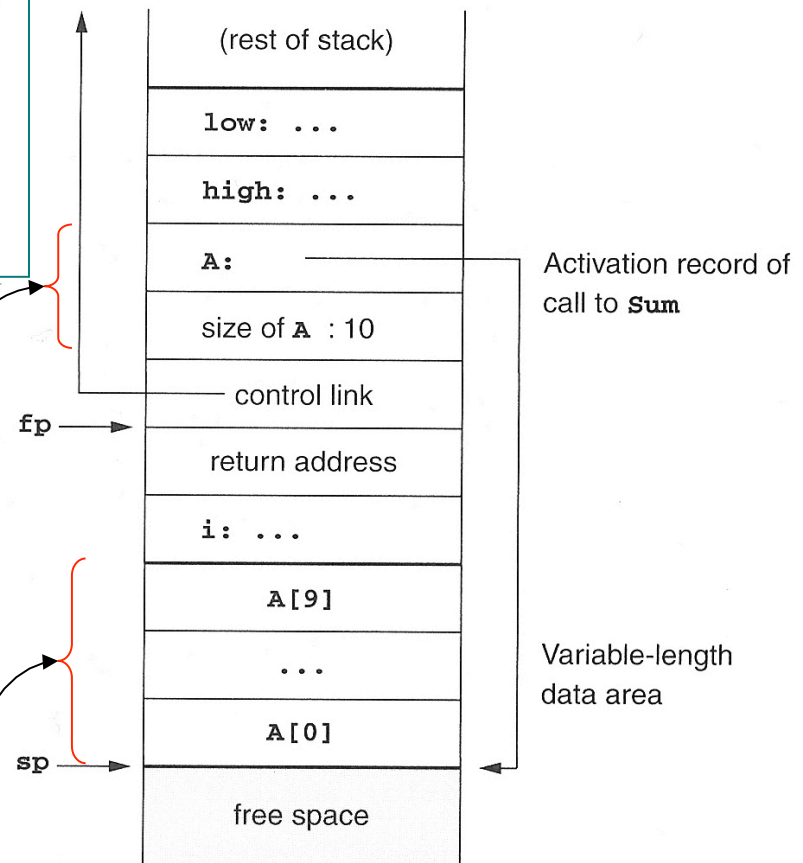 (rest of stack)
low: ...
high: ...
A:
Activation record of
call to Sum
size of A : 10
control link
fp
return address
i: ...
A[9]
...
Variable-length
data area
A[0]
sp
free space